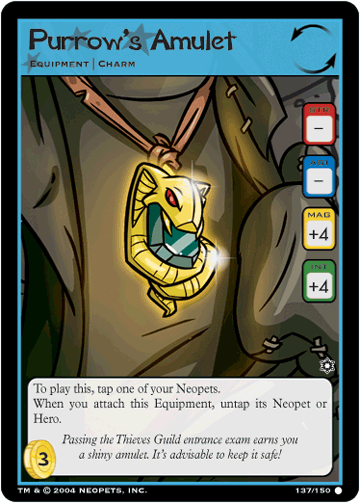 Purrow's Amulet
Equipment | Charm
STR
–
AGI
–
MAG
+4
INT
+4
To play this, tap one of your Neopets.
When you attach this Equipment, untap its Neopet or
Hero.
Passing the Thieves Guild entrance exam earns you
a shiny amulet. It's advisable to keep it safe!
3
TM & © 2004 NEOPETS, INC.
137/150